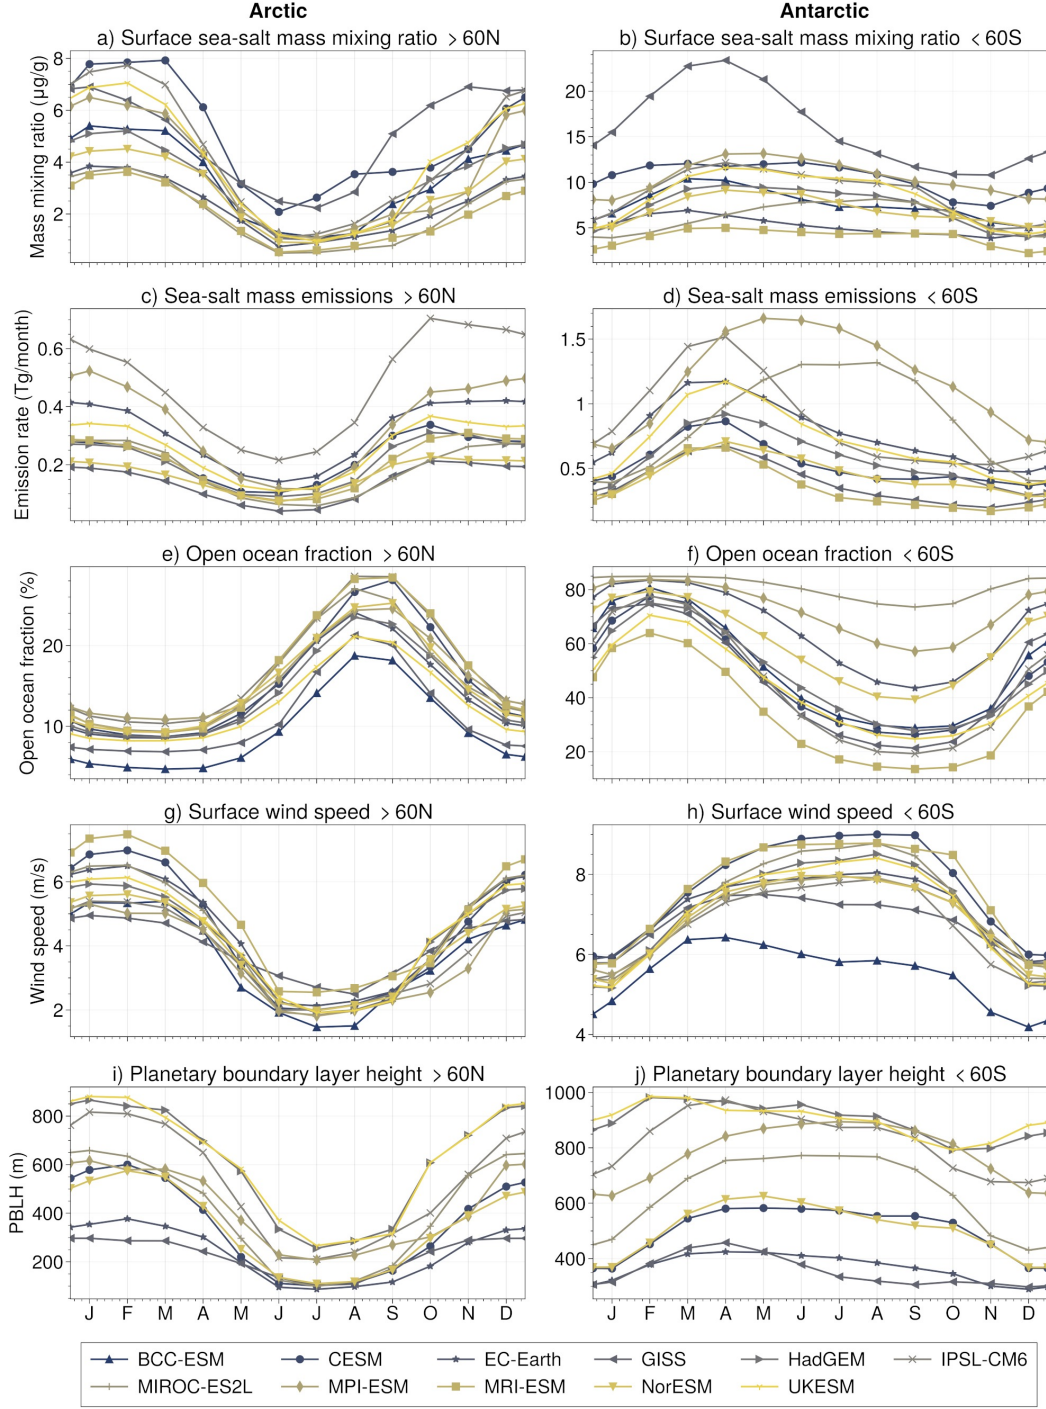 Arctic
Antarctic
a) Surface sea-salt mass mixing ratio > 60N
b) Surface sea-salt mass mixing ratio < 60S
Mass mixing ratio (μg/g)
8
6
4
2
20
15
10
5
c) Sea-salt mass emissions > 60N
d) Sea-salt mass emissions < 60S
Emission rate (Tg/month)
0.6
0.4
0.2
1.5
1
0.5
e) Open ocean fraction > 60N
f) Open ocean fraction < 60S
Open ocean fraction (%)
20
10
80
60
40
20
g) Surface wind speed > 60N
h) Surface wind speed < 60S
Wind speed (m/s)
6
4
2
8
6
4
i) Planetary boundary layer height > 60N
j) Planetary boundary layer height < 60S
PBLH (m)
800
600
400
200
1000
800
600
400
J F M A M J J A S O N D
J F M A M J J A S O N D
BCC-ESM CESM EC-Earth GISS HadGEM IPSL-CM6
MIROC-ES2L MPI-ESM MRI-ESM NorESM UKESM